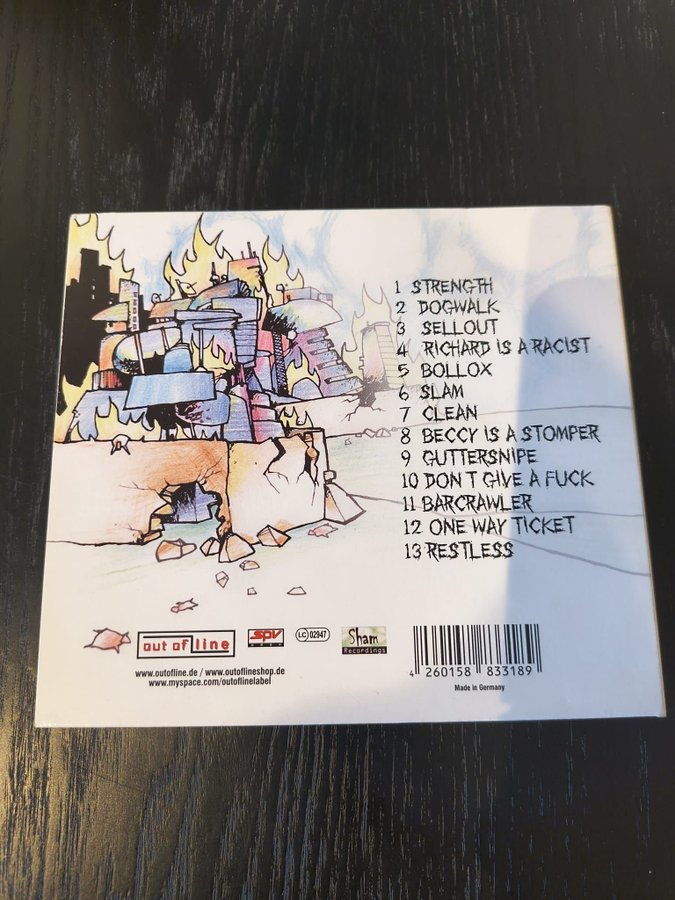 1 STRENGTH
2 DOGWALK
3 SELLOUT
4 RICHARD IS A RACIST
5 BOLLOX
6 SLAM
7 CLEAN
8 BECCY IS A STOMPER
9 GUTTERSNIPE
10 DON T GIVE A FUCK
11 BARCRAWLER
12 ONE WAY TICKET
13 RESTLESS
out of line
SPV
LC 02947
Sham
Recordings
www.outofline.de / www.outoflineshop.de
www.myspace.com/outoflinelabel
4 260158 833189
Made in Germany